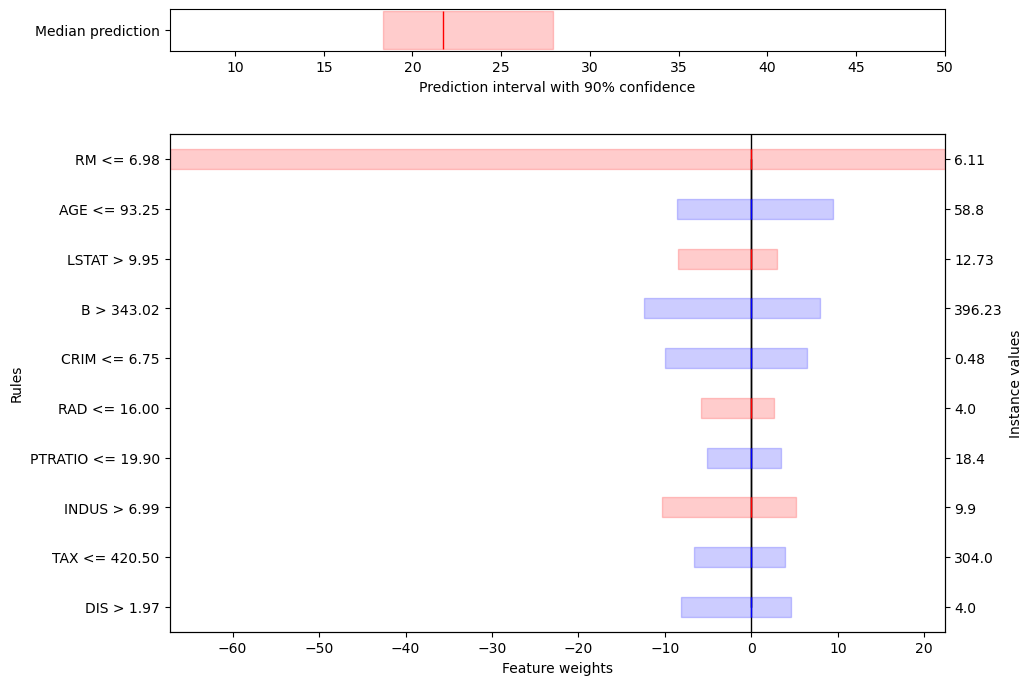 Median prediction
10 15 20 25 30 35 40 45 50
Prediction interval with 90% confidence
RM <= 6.98 6.11
AGE <= 93.25 58.8
LSTAT > 9.95 12.73
B > 343.02 396.23
CRIM <= 6.75 0.48
RAD <= 16.00 4.0
PTRATIO <= 19.90 18.4
INDUS > 6.99 9.9
TAX <= 420.50 304.0
DIS > 1.97 4.0
Rules
Instance values
−60 −50 −40 −30 −20 −10 0 10 20
Feature weights